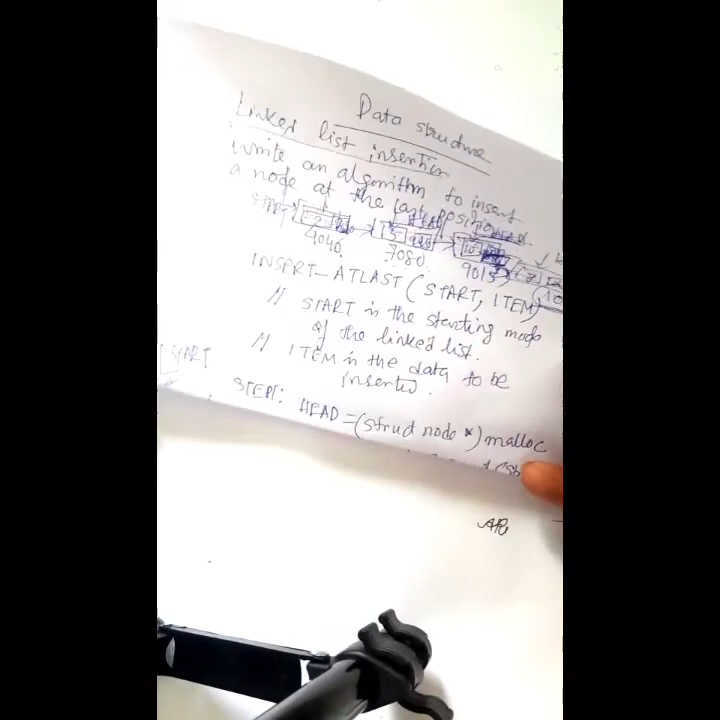 Data structure
Linked list insertion
write an algorithm to insert
a node at the last position.
START
4040 7080 9015
INSERT-ATLAST (START, ITEM)
// START is the starting node
of the linked list.
// ITEM is the data to be
inserted.
START
STEP1: HEAD = (struct node *) malloc